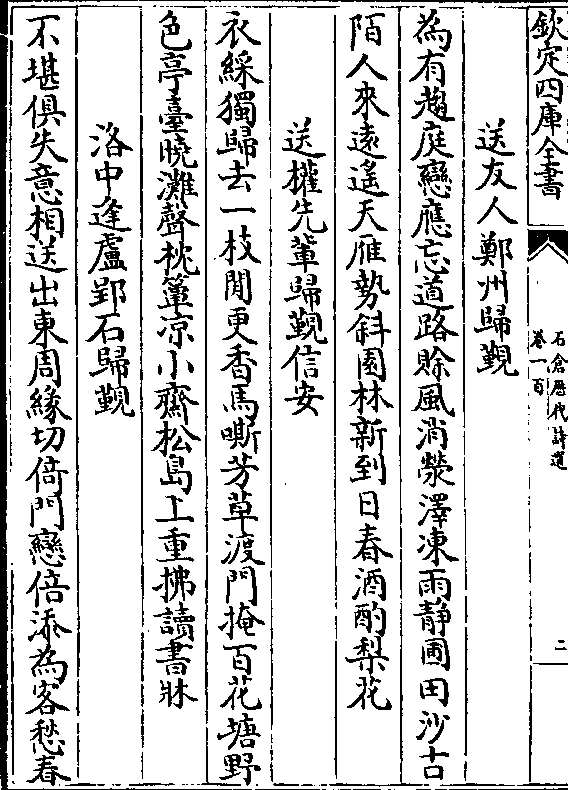 欽定四庫全書
石倉歷代詩選
卷一百
二
送友人鄭州歸覲
為有趨庭戀應忘道路賒風消滎澤凍雨静圃田沙古
陌人來遠遙天雁勢斜園林新到日春酒酌梨花
送權先輩歸覲信安
衣綵獨歸去一枝閒更香馬嘶芳草渡門掩百花塘野
色亭臺曉灘聲枕簟凉小齋松島上重拂讀書牀
洛中逢盧郢石歸覲
不堪俱失意相送出東周緣切倚門戀倍添為客愁春